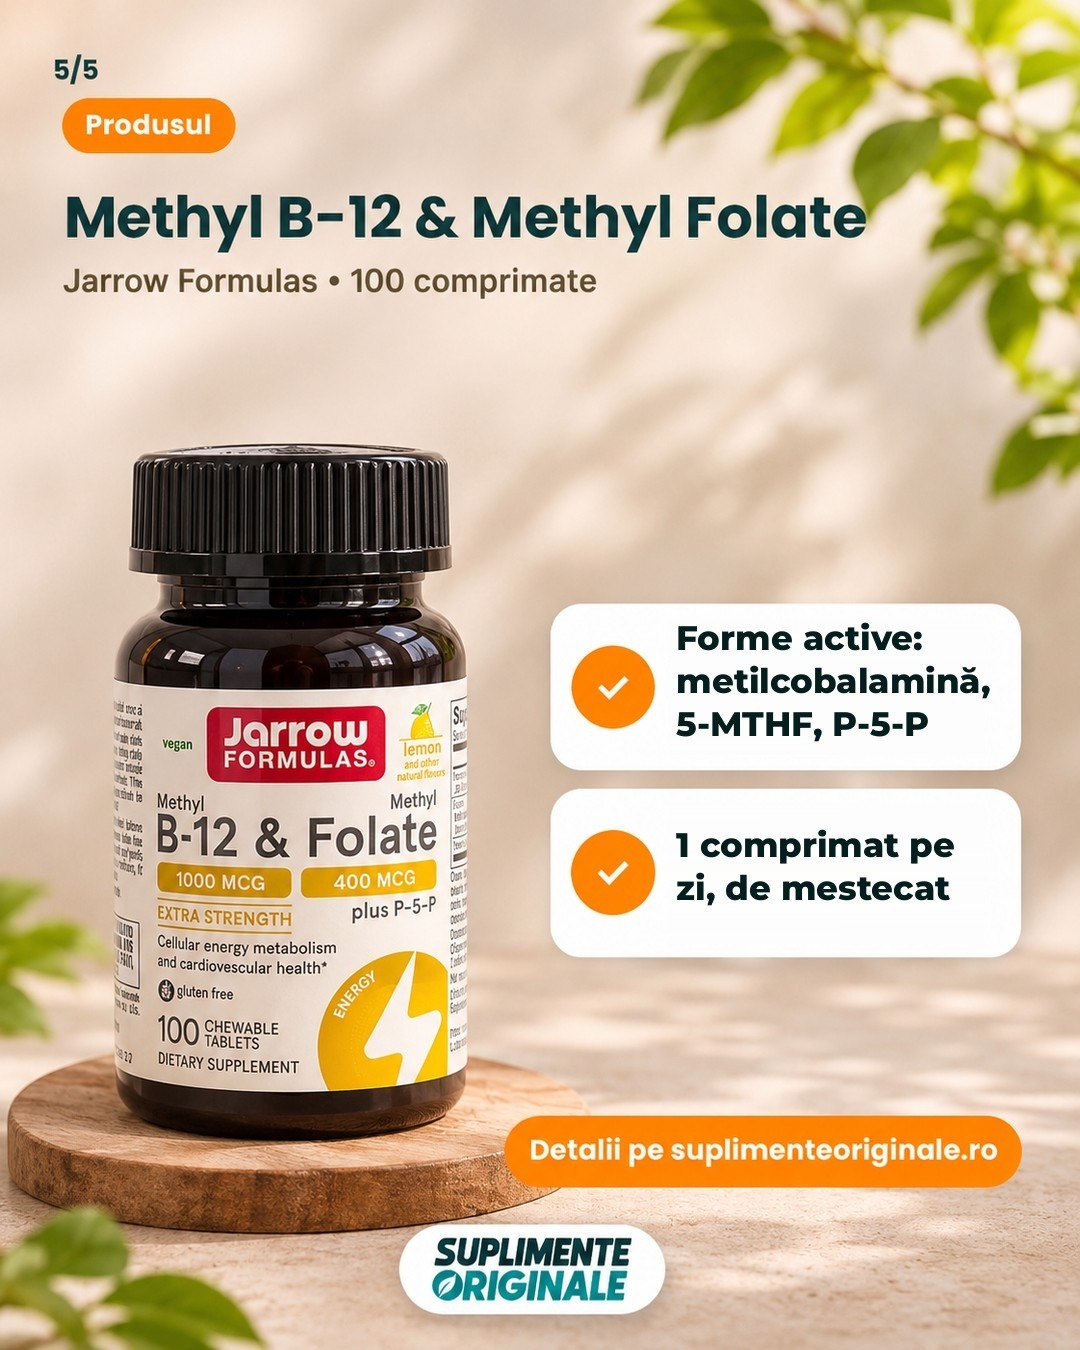 5/5
Produsul
Methyl B-12 & Methyl Folate
Jarrow Formulas • 100 comprimate
Forme active:
metilcobalamină,
5-MTHF, P-5-P
1 comprimat pe
zi, de mestecat
vegan
Jarrow
FORMULAS®
lemon
and other
natural flavors
Methyl Methyl
B-12 & Folate
1000 MCG 400 MCG
EXTRA STRENGTH plus P-5-P
Cellular energy metabolism
and cardiovescular health*
ENERGY
gluten free
100 CHEWABLE
TABLETS
DIETARY SUPPLEMENT
Detalii pe suplimenteoriginale.ro
SUPLIMENTE
ORIGINALE